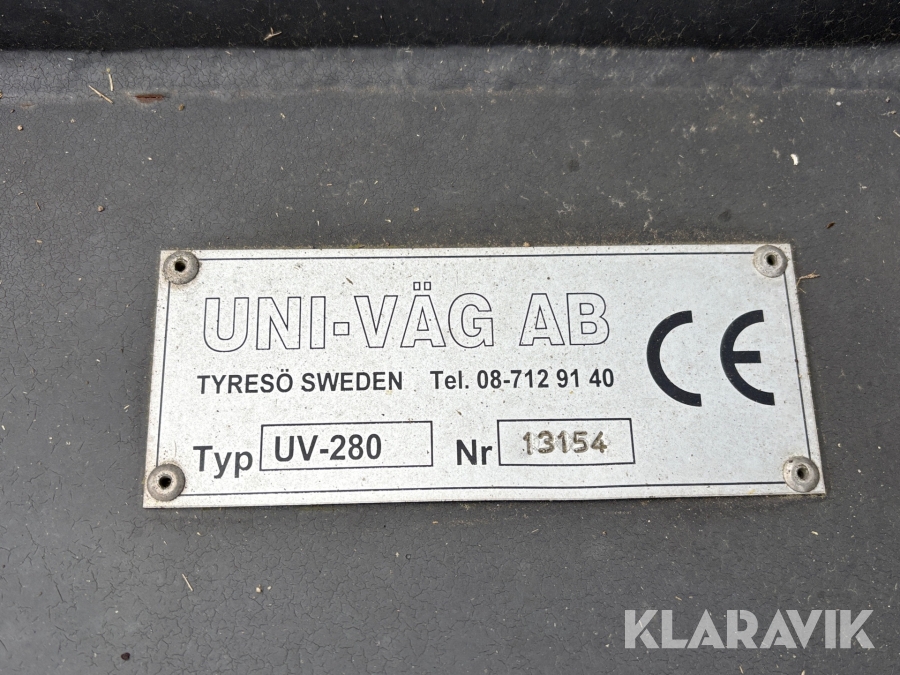 UNI-VÄG AB
TYRESÖ SWEDEN Tel. 08-712 91 40
CE
Typ UV-280 Nr 13154
KLARAVIK